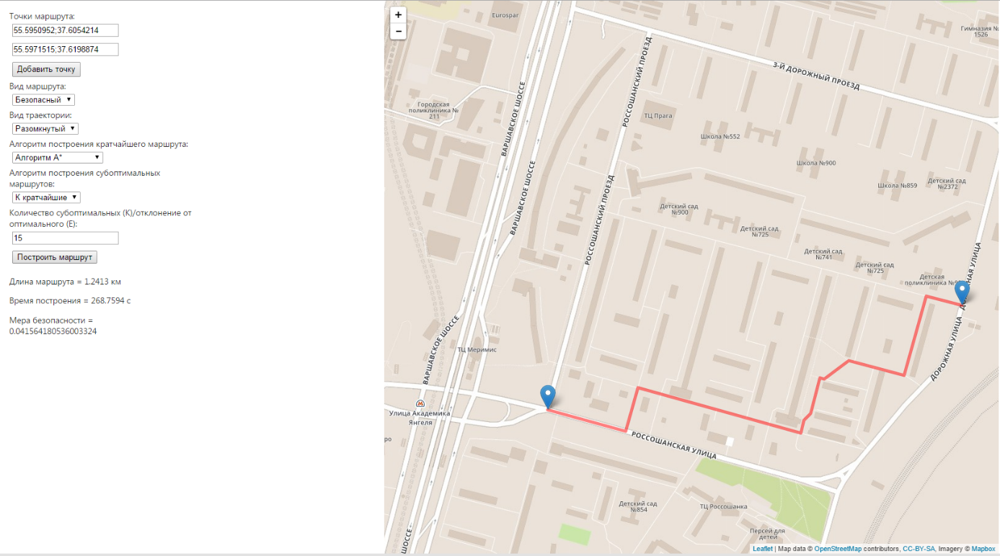 Точки маршрута:
55.5950952;37.6054214
55.5971515;37.6198874
Добавить точку
Вид маршрута:
Безопасный
Вид траектории:
Разомкнутый
Алгоритм построения кратчайшего маршрута:
Алгоритм A*
Алгоритм построения субоптимальных
маршрутов:
К кратчайшие
Количество субоптимальных (К)/отклонение от
оптимального (E):
15
Построить маршрут
Длина маршрута = 1.2413 км
Время построения = 268.7594 с
Мера безопасности =
0.041564180536003324
+
−
Eurospar
Гимназия №
1526
3-Й ДОРОЖНЫЙ ПРОЕЗД
РОССОШАНСКИЙ ПРОЕЗД
ВАРШАВСКОЕ ШОССЕ
Городская
поликлиника №
211
ТЦ Прага
Школа №552
Школа №900
Школа №859
Детский сад
№2372
ВАРШАВСКОЕ ШОССЕ
РОССОШАНСКИЙ ПРОЕЗД
Детский сад
№900
Детский сад
№725
Детский сад
№741
Детский сад
№725
Детская
поликлиника №9
ДОРОЖНАЯ УЛИЦА
ДОРОЖНАЯ УЛИЦА
ВАРШАВСКОЕ ШОССЕ
ТЦ Меримис
М
Улица Академика
Янгеля
ро
РОССОШАНСКАЯ УЛИЦА
Детский сад
№854
ТЦ Россошанка
Персей для
детей
ШОССЕ
Leaflet | Map data © OpenStreetMap contributors, CC-BY-SA, Imagery © Mapbox